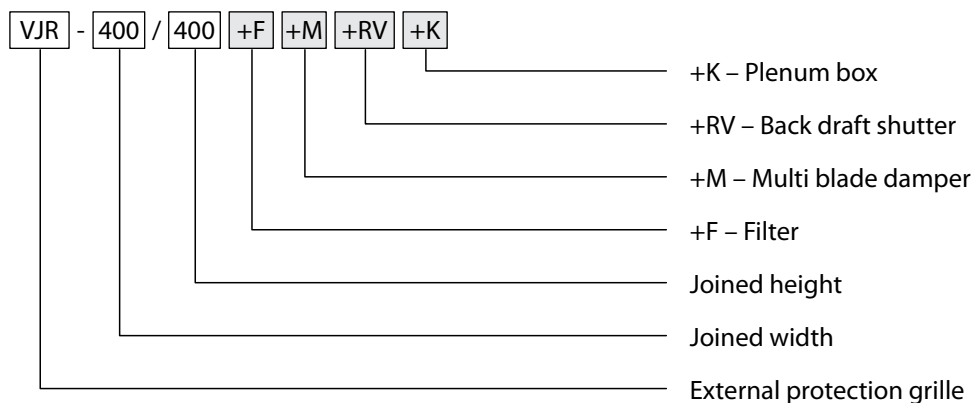 VJR - 400 / 400 +F +M +RV +K
+K – Plenum box
+RV – Back draft shutter
+M – Multi blade damper
+F – Filter
Joined height
Joined width
External protection grille